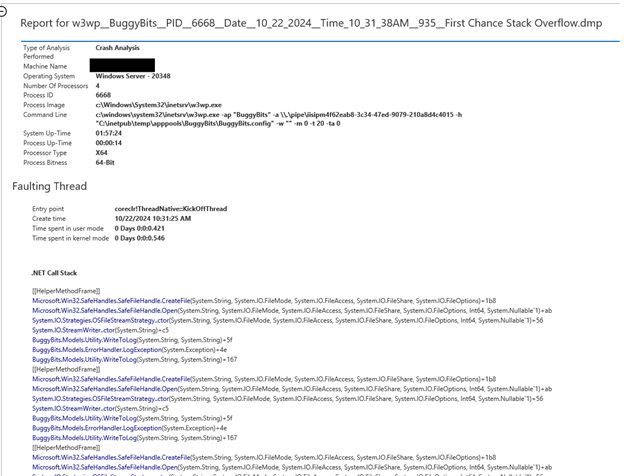 Report for w3wp__BuggyBits__PID__6668__Date__10_22_2024__Time_10_31_38AM__935__First Chance Stack Overflow.dmp
Type of Analysis Performed Crash Analysis
Machine Name
Operating System Windows Server - 20348
Number Of Processors 4
Process ID 6668
Process Image c:\Windows\System32\inetsrv\w3wp.exe
Command Line c:\windows\system32\inetsrv\w3wp.exe -ap "BuggyBits" -a \\.\pipe\iisipm4f62eab8-3c34-47ed-9079-210a8d4c4015 -h
"C:\inetpub\temp\apppools\BuggyBits\BuggyBits.config" -w "" -m 0 -t 20 -ta 0
System Up-Time 01:57:24
Process Up-Time 00:00:14
Processor Type X64
Process Bitness 64-Bit
Faulting Thread
Entry point coreclr!ThreadNative::KickOffThread
Create time 10/22/2024 10:31:25 AM
Time spent in user mode 0 Days 0:0:0.421
Time spent in kernel mode 0 Days 0:0:0.546
.NET Call Stack
[[HelperMethodFrame]]
Microsoft.Win32.SafeHandles.SafeFileHandle.CreateFile(System.String, System.IO.FileMode, System.IO.FileAccess, System.IO.FileShare, System.IO.FileOptions)+1b8
Microsoft.Win32.SafeHandles.SafeFileHandle.Open(System.String, System.IO.FileMode, System.IO.FileAccess, System.IO.FileShare, System.IO.FileOptions, Int64, System.Nullable`1)+ab
System.IO.Strategies.OSFileStreamStrategy..ctor(System.String, System.IO.FileMode, System.IO.FileAccess, System.IO.FileShare, System.IO.FileOptions, Int64, System.Nullable`1)+56
System.IO.StreamWriter..ctor(System.String)+c5
BuggyBits.Models.Utility.WriteToLog(System.String, System.String)+5f
BuggyBits.Models.ErrorHandler.LogException(System.Exception)+4e
BuggyBits.Models.Utility.WriteToLog(System.String, System.String)+167
[[HelperMethodFrame]]
Microsoft.Win32.SafeHandles.SafeFileHandle.CreateFile(System.String, System.IO.FileMode, System.IO.FileAccess, System.IO.FileShare, System.IO.FileOptions)+1b8
Microsoft.Win32.SafeHandles.SafeFileHandle.Open(System.String, System.IO.FileMode, System.IO.FileAccess, System.IO.FileShare, System.IO.FileOptions, Int64, System.Nullable`1)+ab
System.IO.Strategies.OSFileStreamStrategy..ctor(System.String, System.IO.FileMode, System.IO.FileAccess, System.IO.FileShare, System.IO.FileOptions, Int64, System.Nullable`1)+56
System.IO.StreamWriter..ctor(System.String)+c5
BuggyBits.Models.Utility.WriteToLog(System.String, System.String)+5f
BuggyBits.Models.ErrorHandler.LogException(System.Exception)+4e
BuggyBits.Models.Utility.WriteToLog(System.String, System.String)+167
[[HelperMethodFrame]]
Microsoft.Win32.SafeHandles.SafeFileHandle.CreateFile(System.String, System.IO.FileMode, System.IO.FileAccess, System.IO.FileShare, System.IO.FileOptions)+1b8
Microsoft.Win32.SafeHandles.SafeFileHandle.Open(System.String, System.IO.FileMode, System.IO.FileAccess, System.IO.FileShare, System.IO.FileOptions, Int64, System.Nullable`1)+ab